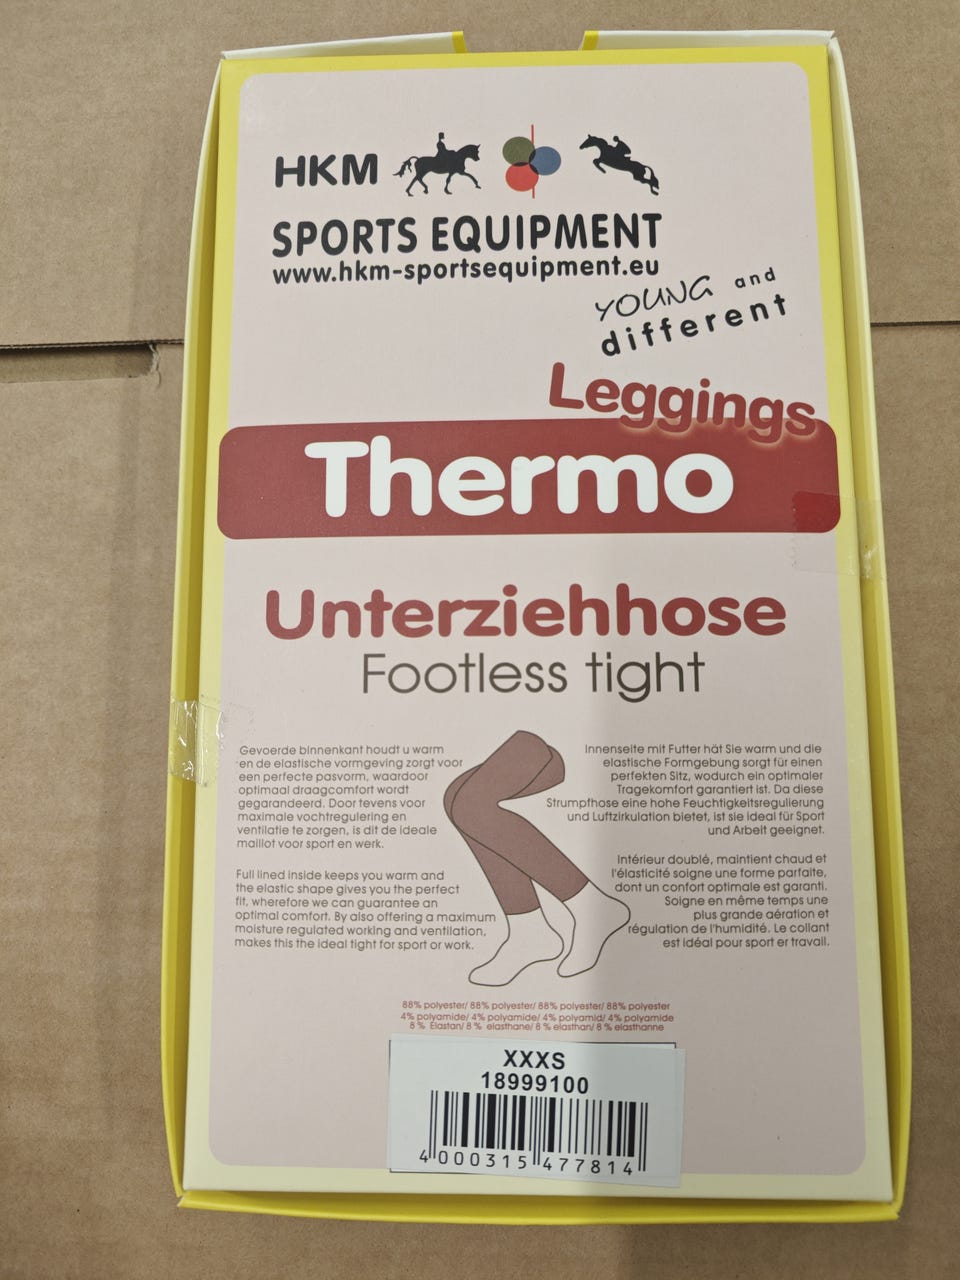 HKM
SPORTS EQUIPMENT
www.hkm-sportsequipment.eu
YOUNG and
different
Leggings
Thermo
Unterziehhose
Footless tight
Gevoerde binnenkant houdt u warm
en de elastische vormgeving zorgt voor
een perfecte pasvorm, waardoor
optimaal draagcomfort wordt
gegarandeerd. Door tevens voor
maximale vochtregulering en
ventilatie te zorgen, is dit de ideale
maillot voor sport en werk.
Full lined inside keeps you warm and
the elastic shape gives you the perfect
fit, wherefore we can guarantee an
optimal comfort. By also offering a maximum
moisture regulated working and ventilation,
makes this the ideal tight for sport or work.
Innenseite mit Futter hät Sie warm und die
elastische Formgebung sorgt für einen
perfekten Sitz, wodurch ein optimaler
Tragekomfort garantiert ist. Da diese
Strumpfhose eine hohe Feuchtigkeitsregulierung
und Luftzirkulation bietet, ist sie ideal für Sport
und Arbeit geeignet.
Intérieur doublé, maintient chaud et
l'élasticité soigne une forme parfaite,
dont un confort optimale est garanti.
Soigne en même temps une
plus grande aération et
régulation de l'humidité. Le collant
est idéal pour sport er travail.
88% polyester/ 88% polyester/ 88% polyester/ 88% polyester
4% polyamide/ 4% polyamide/ 4% polyamid/ 4% polyamide
8 % Elastan/ 8 % elasthane/ 8 % elasthan/ 8 % elasthanne
XXXS
18999100
4 000315 477814